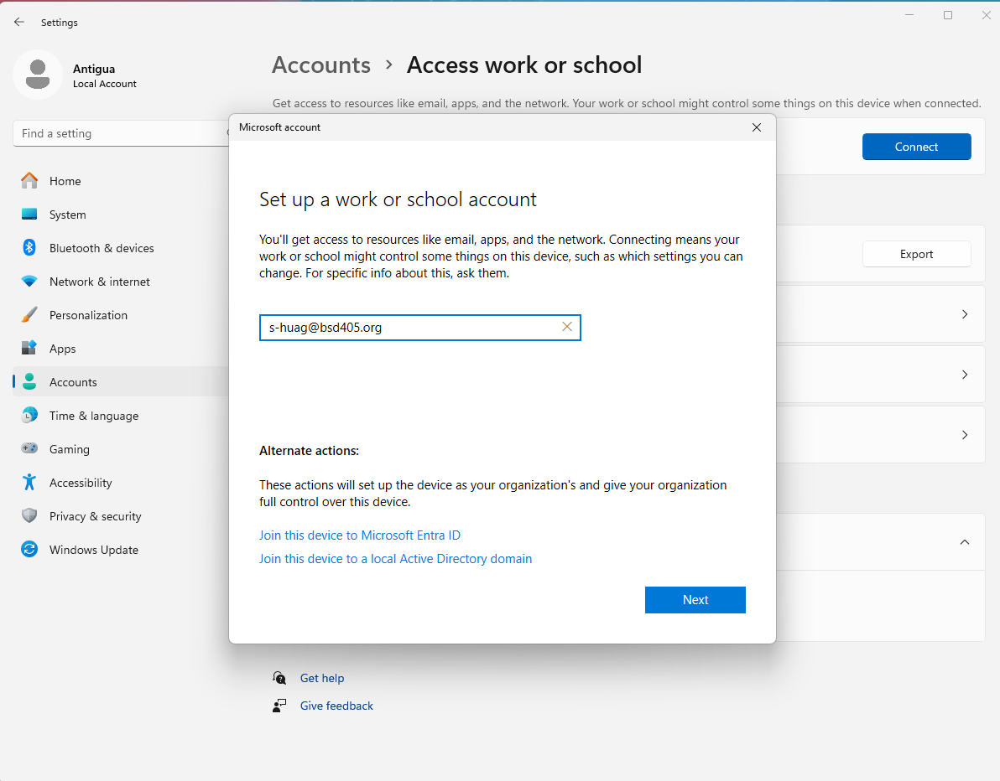 Settings
Antigua
Local Account
Find a setting
Home
System
Bluetooth & devices
Network & internet
Personalization
Apps
Accounts
Time & language
Gaming
Accessibility
Privacy & security
Windows Update
Accounts > Access work or school
Get access to resources like email, apps, and the network. Your work or school might control some things on this device when connected.
Connect
Export
Microsoft account
Set up a work or school account
You'll get access to resources like email, apps, and the network. Connecting means your
work or school might control some things on this device, such as which settings you can
change. For specific info about this, ask them.
s-huag@bsd405.org
Alternate actions:
These actions will set up the device as your organization's and give your organization
full control over this device.
Join this device to Microsoft Entra ID
Join this device to a local Active Directory domain
Next
Get help
Give feedback